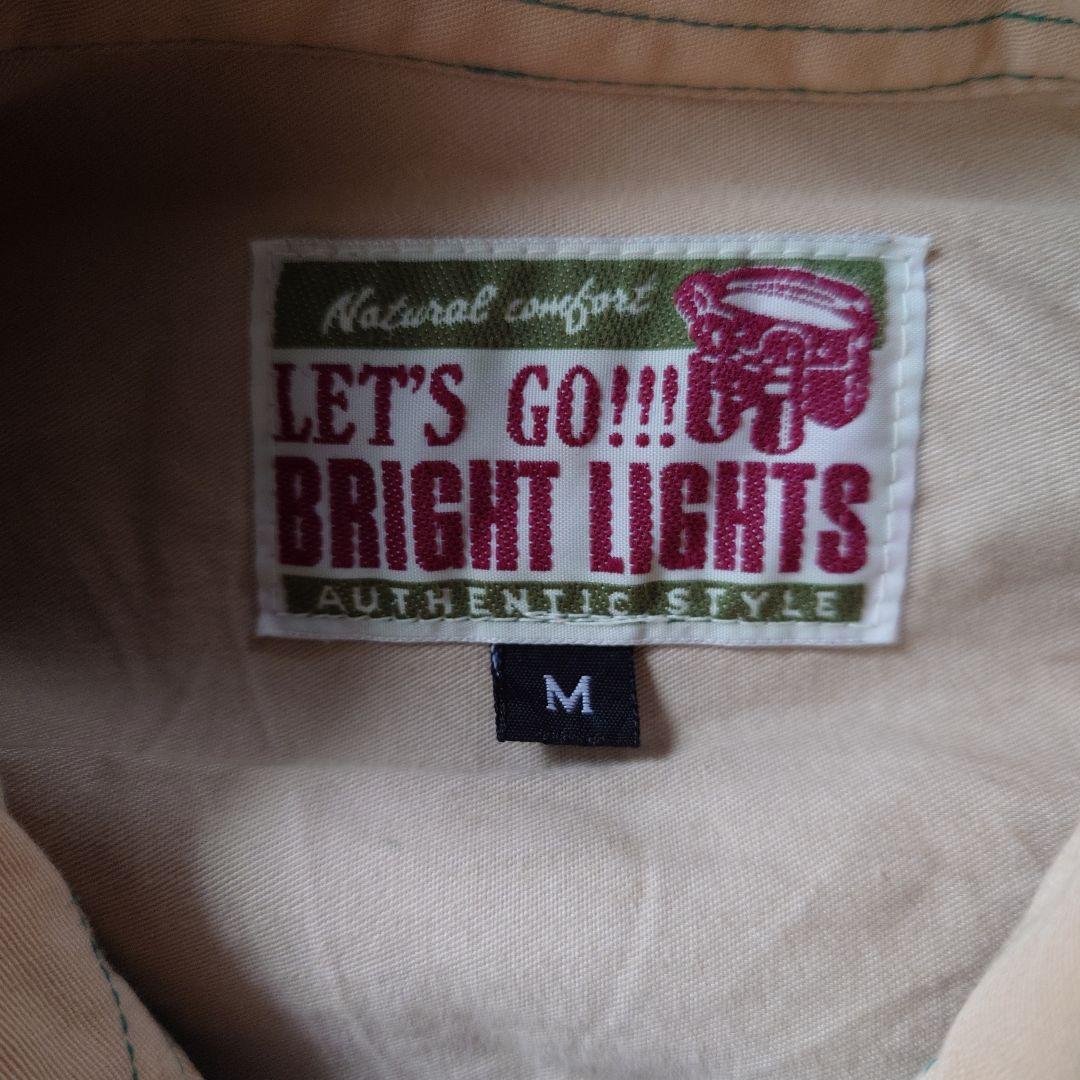 Natural comfort
LET'S GO!!!
BRIGHT LIGHTS
AUTHENTIC STYLE
M